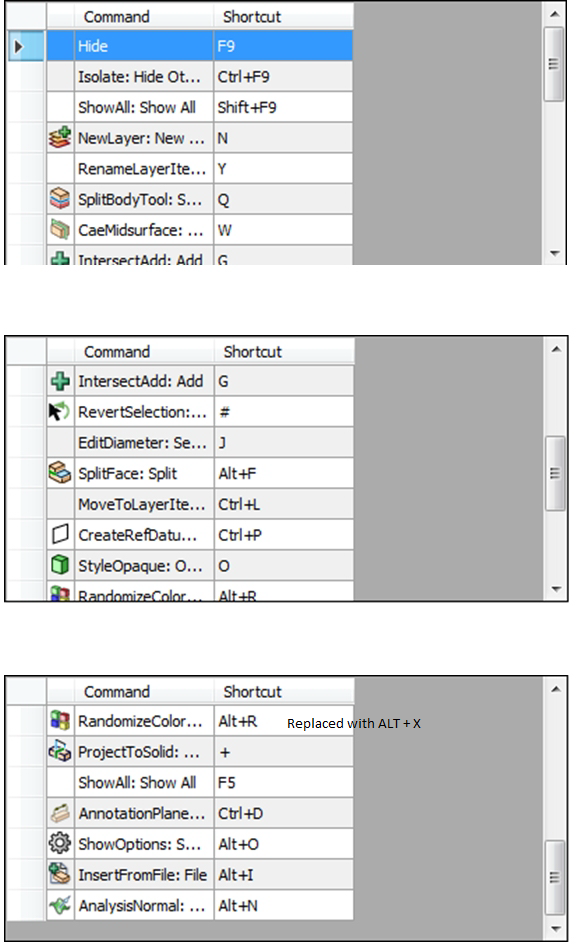 Command Shortcut
Hide F9
Isolate: Hide Ot... Ctrl+F9
ShowAll: Show All Shift+F9
NewLayer: New ... N
RenameLayerIte... Y
SplitBodyTool: S... Q
CaeMidsurface: ... W
IntersectAdd: Add G
Command Shortcut
IntersectAdd: Add G
RevertSelection:... #
EditDiameter: Se... J
SplitFace: Split Alt+F
MoveToLayerIte... Ctrl+L
CreateRefDatu... Ctrl+P
StyleOpaque: O... O
RandomizeColor... Alt+R
Command Shortcut
RandomizeColor... Alt+R Replaced with ALT + X
ProjectToSolid: ... +
ShowAll: Show All F5
AnnotationPlane... Ctrl+D
ShowOptions: S... Alt+O
InsertFromFile: File Alt+I
AnalysisNormal: ... Alt+N